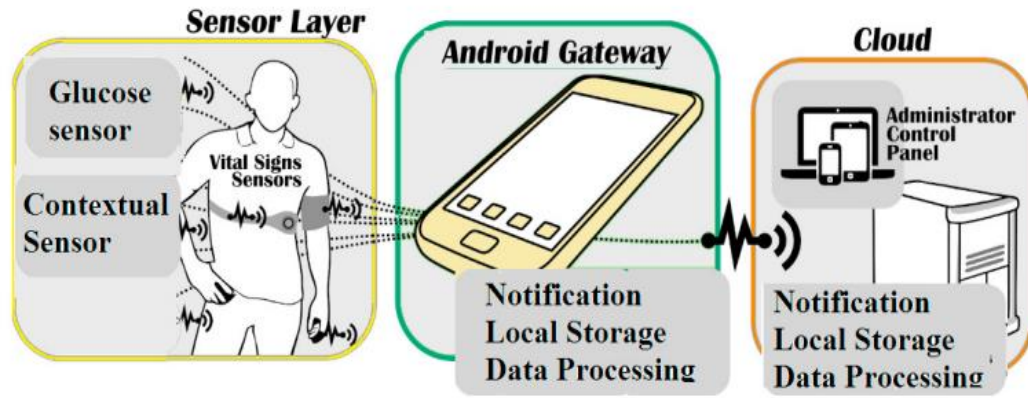 Sensor Layer
Glucose
sensor
Vital Signs
Sensors
Contextual
Sensor
Android Gateway
Notification
Local Storage
Data Processing
Cloud
Administrator
Control
Panel
Notification
Local Storage
Data Processing